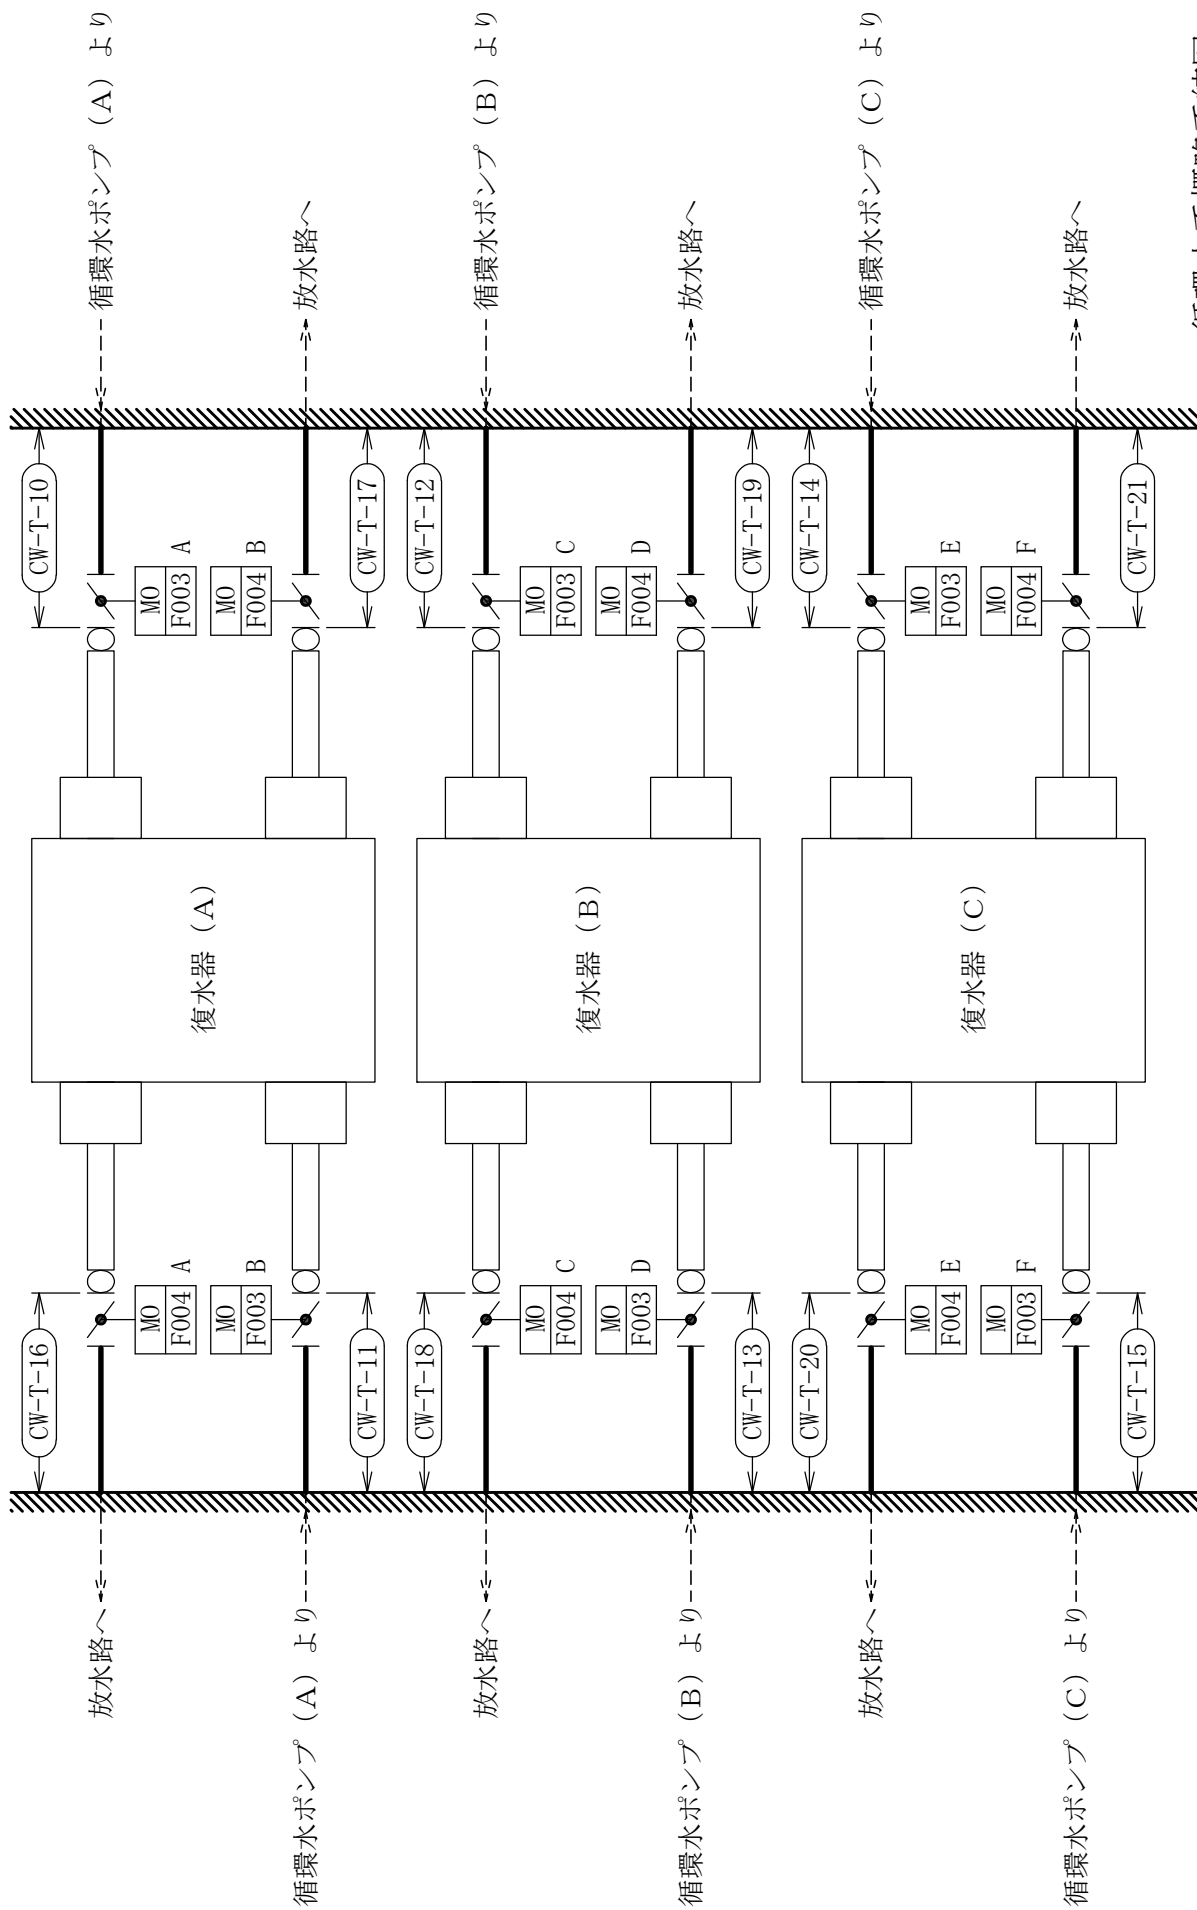 循環水ポンプ（A）より
放水路へ
循環水ポンプ（B）より
放水路へ
循環水ポンプ（C）より
放水路へ
CW-T-10
CW-T-17
CW-T-12
CW-T-19
CW-T-14
CW-T-21
MO
F003
A
MO
F004
B
MO
F003
C
MO
F004
D
MO
F003
E
MO
F004
F
復水器（A）
復水器（B）
復水器（C）
MO
F004
A
MO
F003
B
MO
F004
C
MO
F003
D
MO
F004
E
MO
F003
F
CW-T-16
CW-T-11
CW-T-18
CW-T-13
CW-T-20
CW-T-15
放水路へ
循環水ポンプ（A）より
放水路へ
循環水ポンプ（B）より
放水路へ
循環水ポンプ（C）より